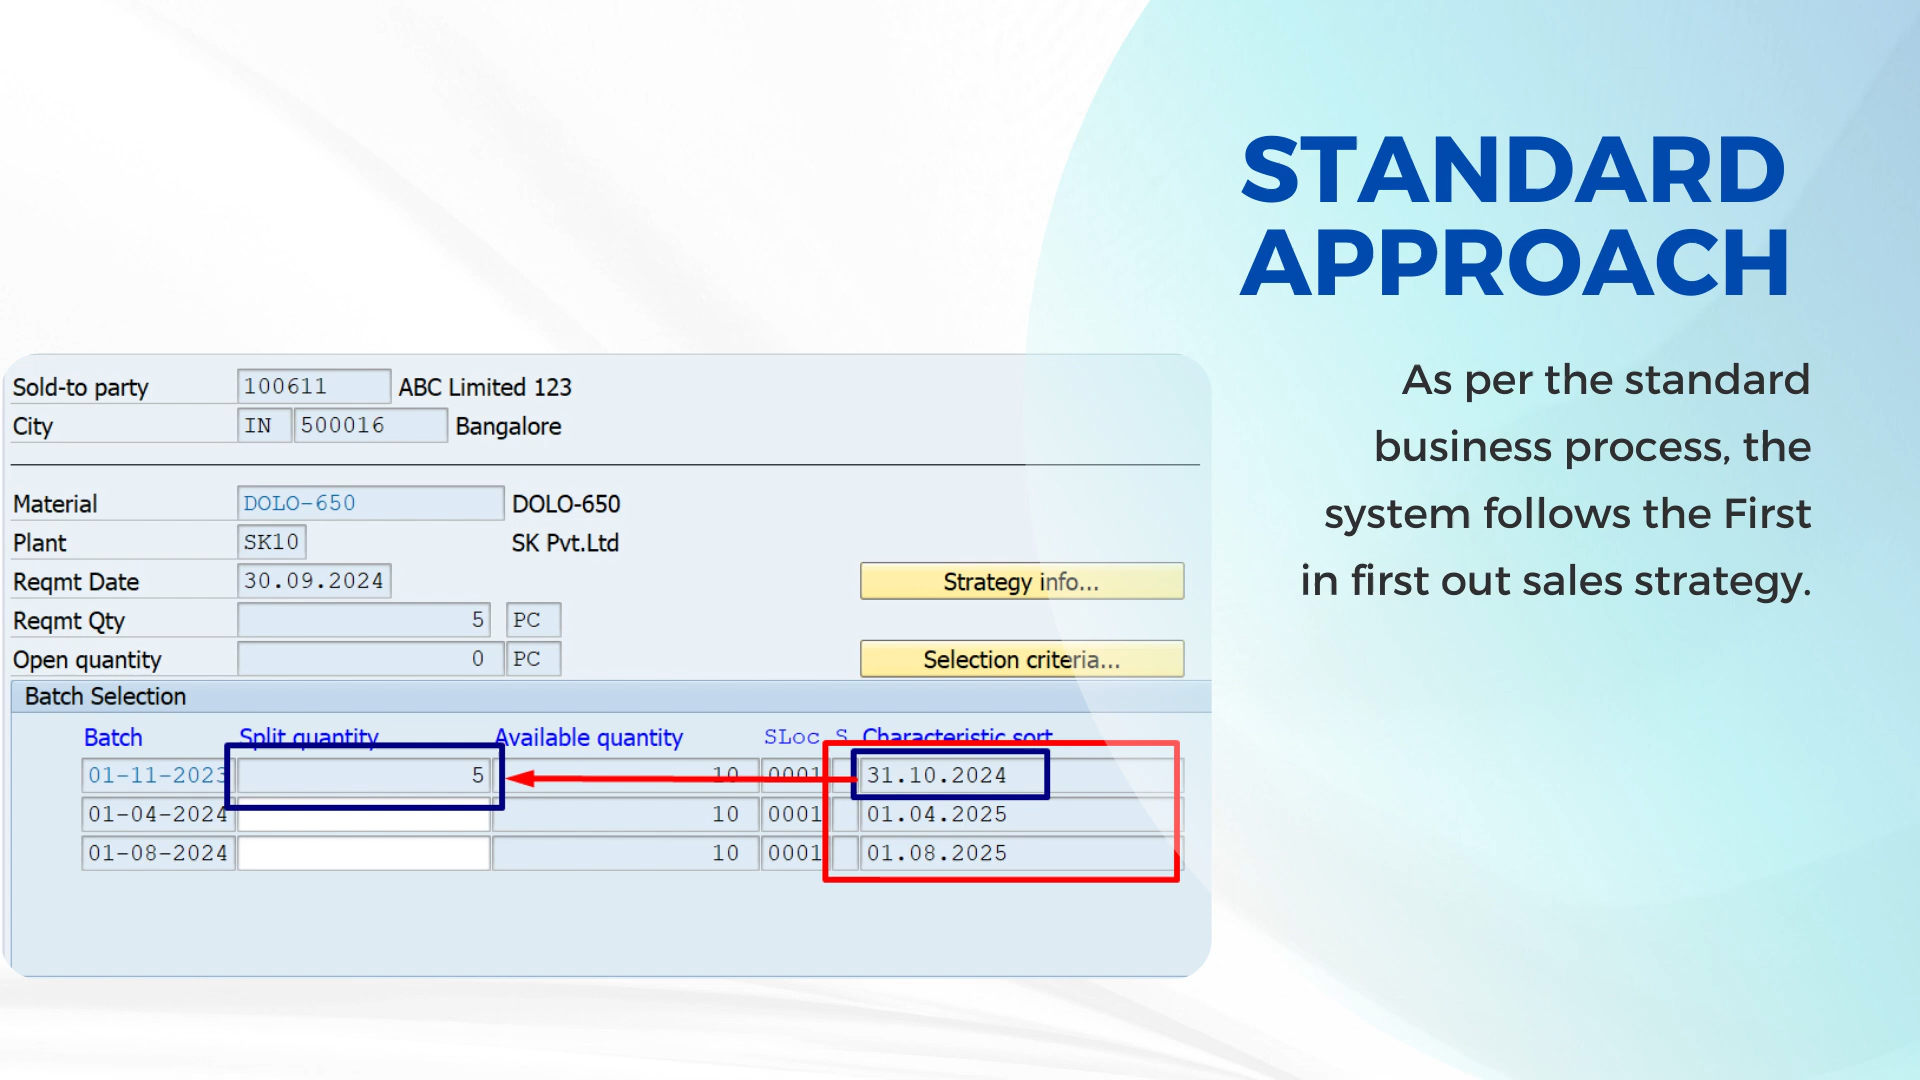 STANDARD
APPROACH
As per the standard
business process, the
system follows the First
in first out sales strategy.
Sold-to party 100611 ABC Limited 123
City IN 500016 Bangalore
Material DOLO-650 DOLO-650
Plant SK10 SK Pvt.Ltd
Reqmt Date 30.09.2024 Strategy info...
Reqmt Qty 5 PC
Open quantity 0 PC Selection criteria...
Batch Selection
Batch Split quantity Available quantity SLoc S Characteristic sort
01-11-2023 5 10 0001 31.10.2024
01-04-2024 10 0001 01.04.2025
01-08-2024 10 0001 01.08.2025